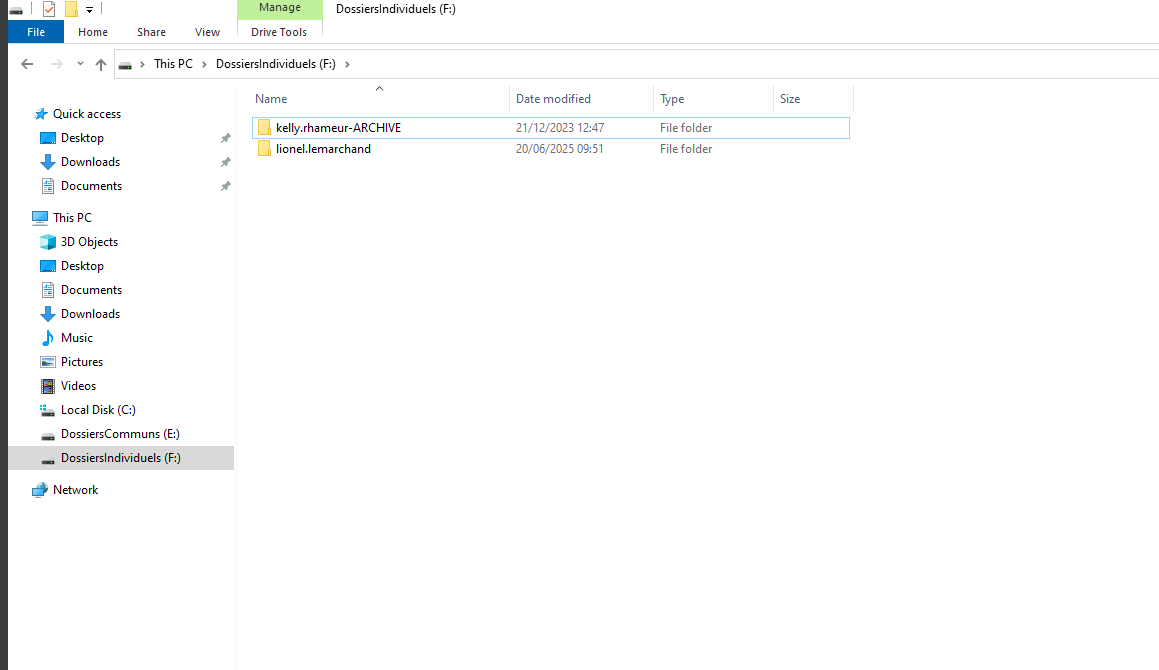 Manage DossiersIndividuels (F:)
File Home Share View Drive Tools
This PC DossiersIndividuels (F:)
Name Date modified Type Size
kelly.rhameur-ARCHIVE 21/12/2023 12:47 File folder
lionel.lemarchand 20/06/2025 09:51 File folder
Quick access
Desktop
Downloads
Documents
This PC
3D Objects
Desktop
Documents
Downloads
Music
Pictures
Videos
Local Disk (C:)
DossiersCommuns (E:)
DossiersIndividuels (F:)
Network